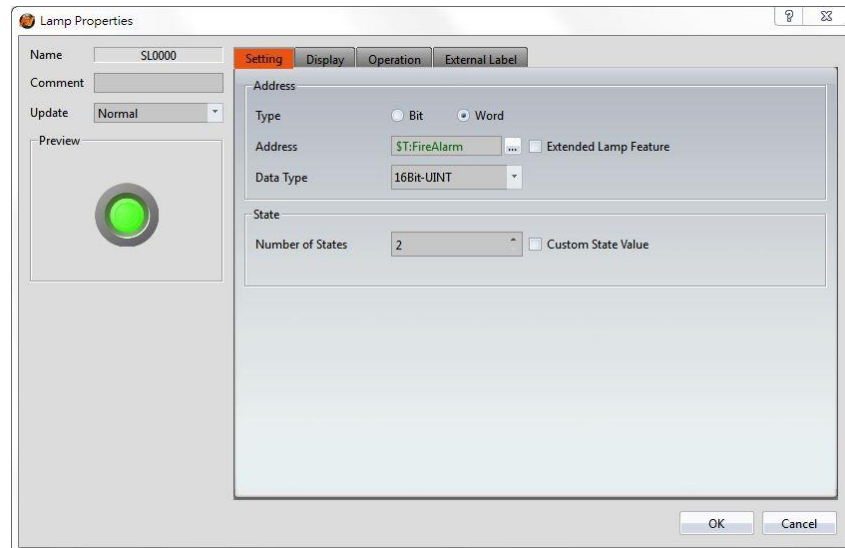 Lamp Properties
Name SL0000
Comment
Update Normal
Preview
Setting Display Operation External Label
Address
Type Bit Word
Address $T:FireAlarm ... Extended Lamp Feature
Data Type 16Bit-UINT
State
Number of States 2 Custom State Value
OK Cancel